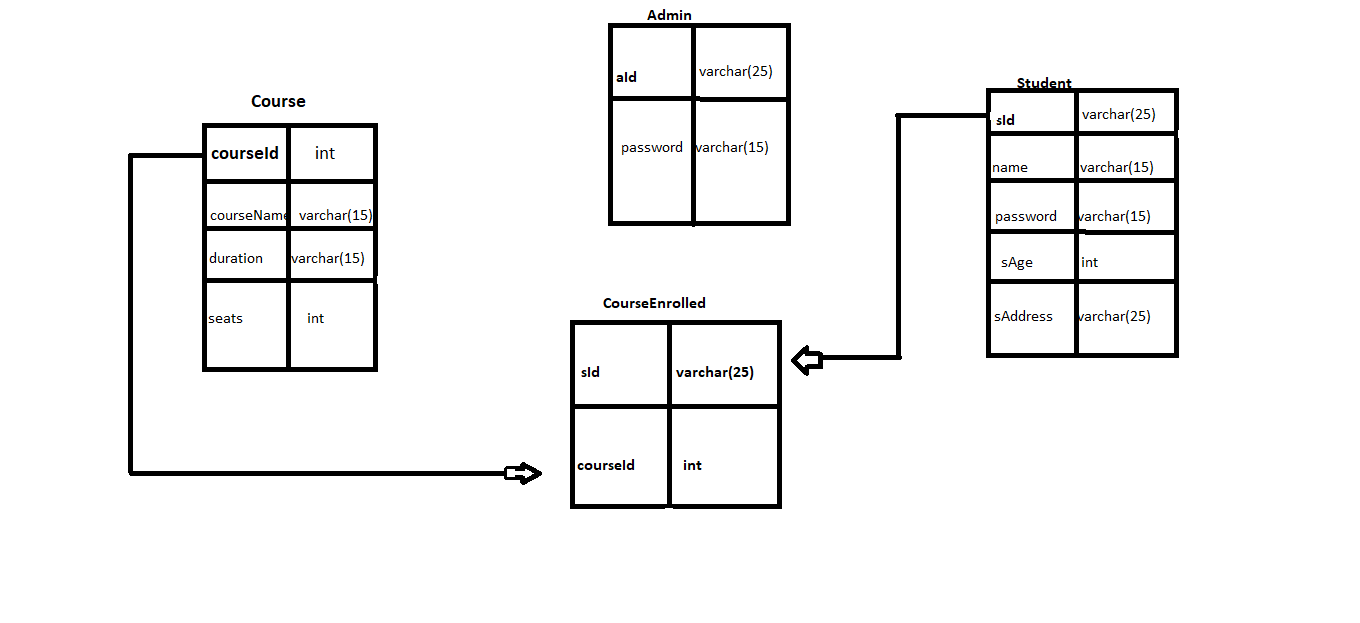 Admin
aId varchar(25)
password varchar(15)
Course
courseId int
courseName varchar(15)
duration varchar(15)
seats int
Student
sId varchar(25)
name varchar(15)
password varchar(15)
sAge int
sAddress varchar(25)
CourseEnrolled
sId varchar(25)
courseId int